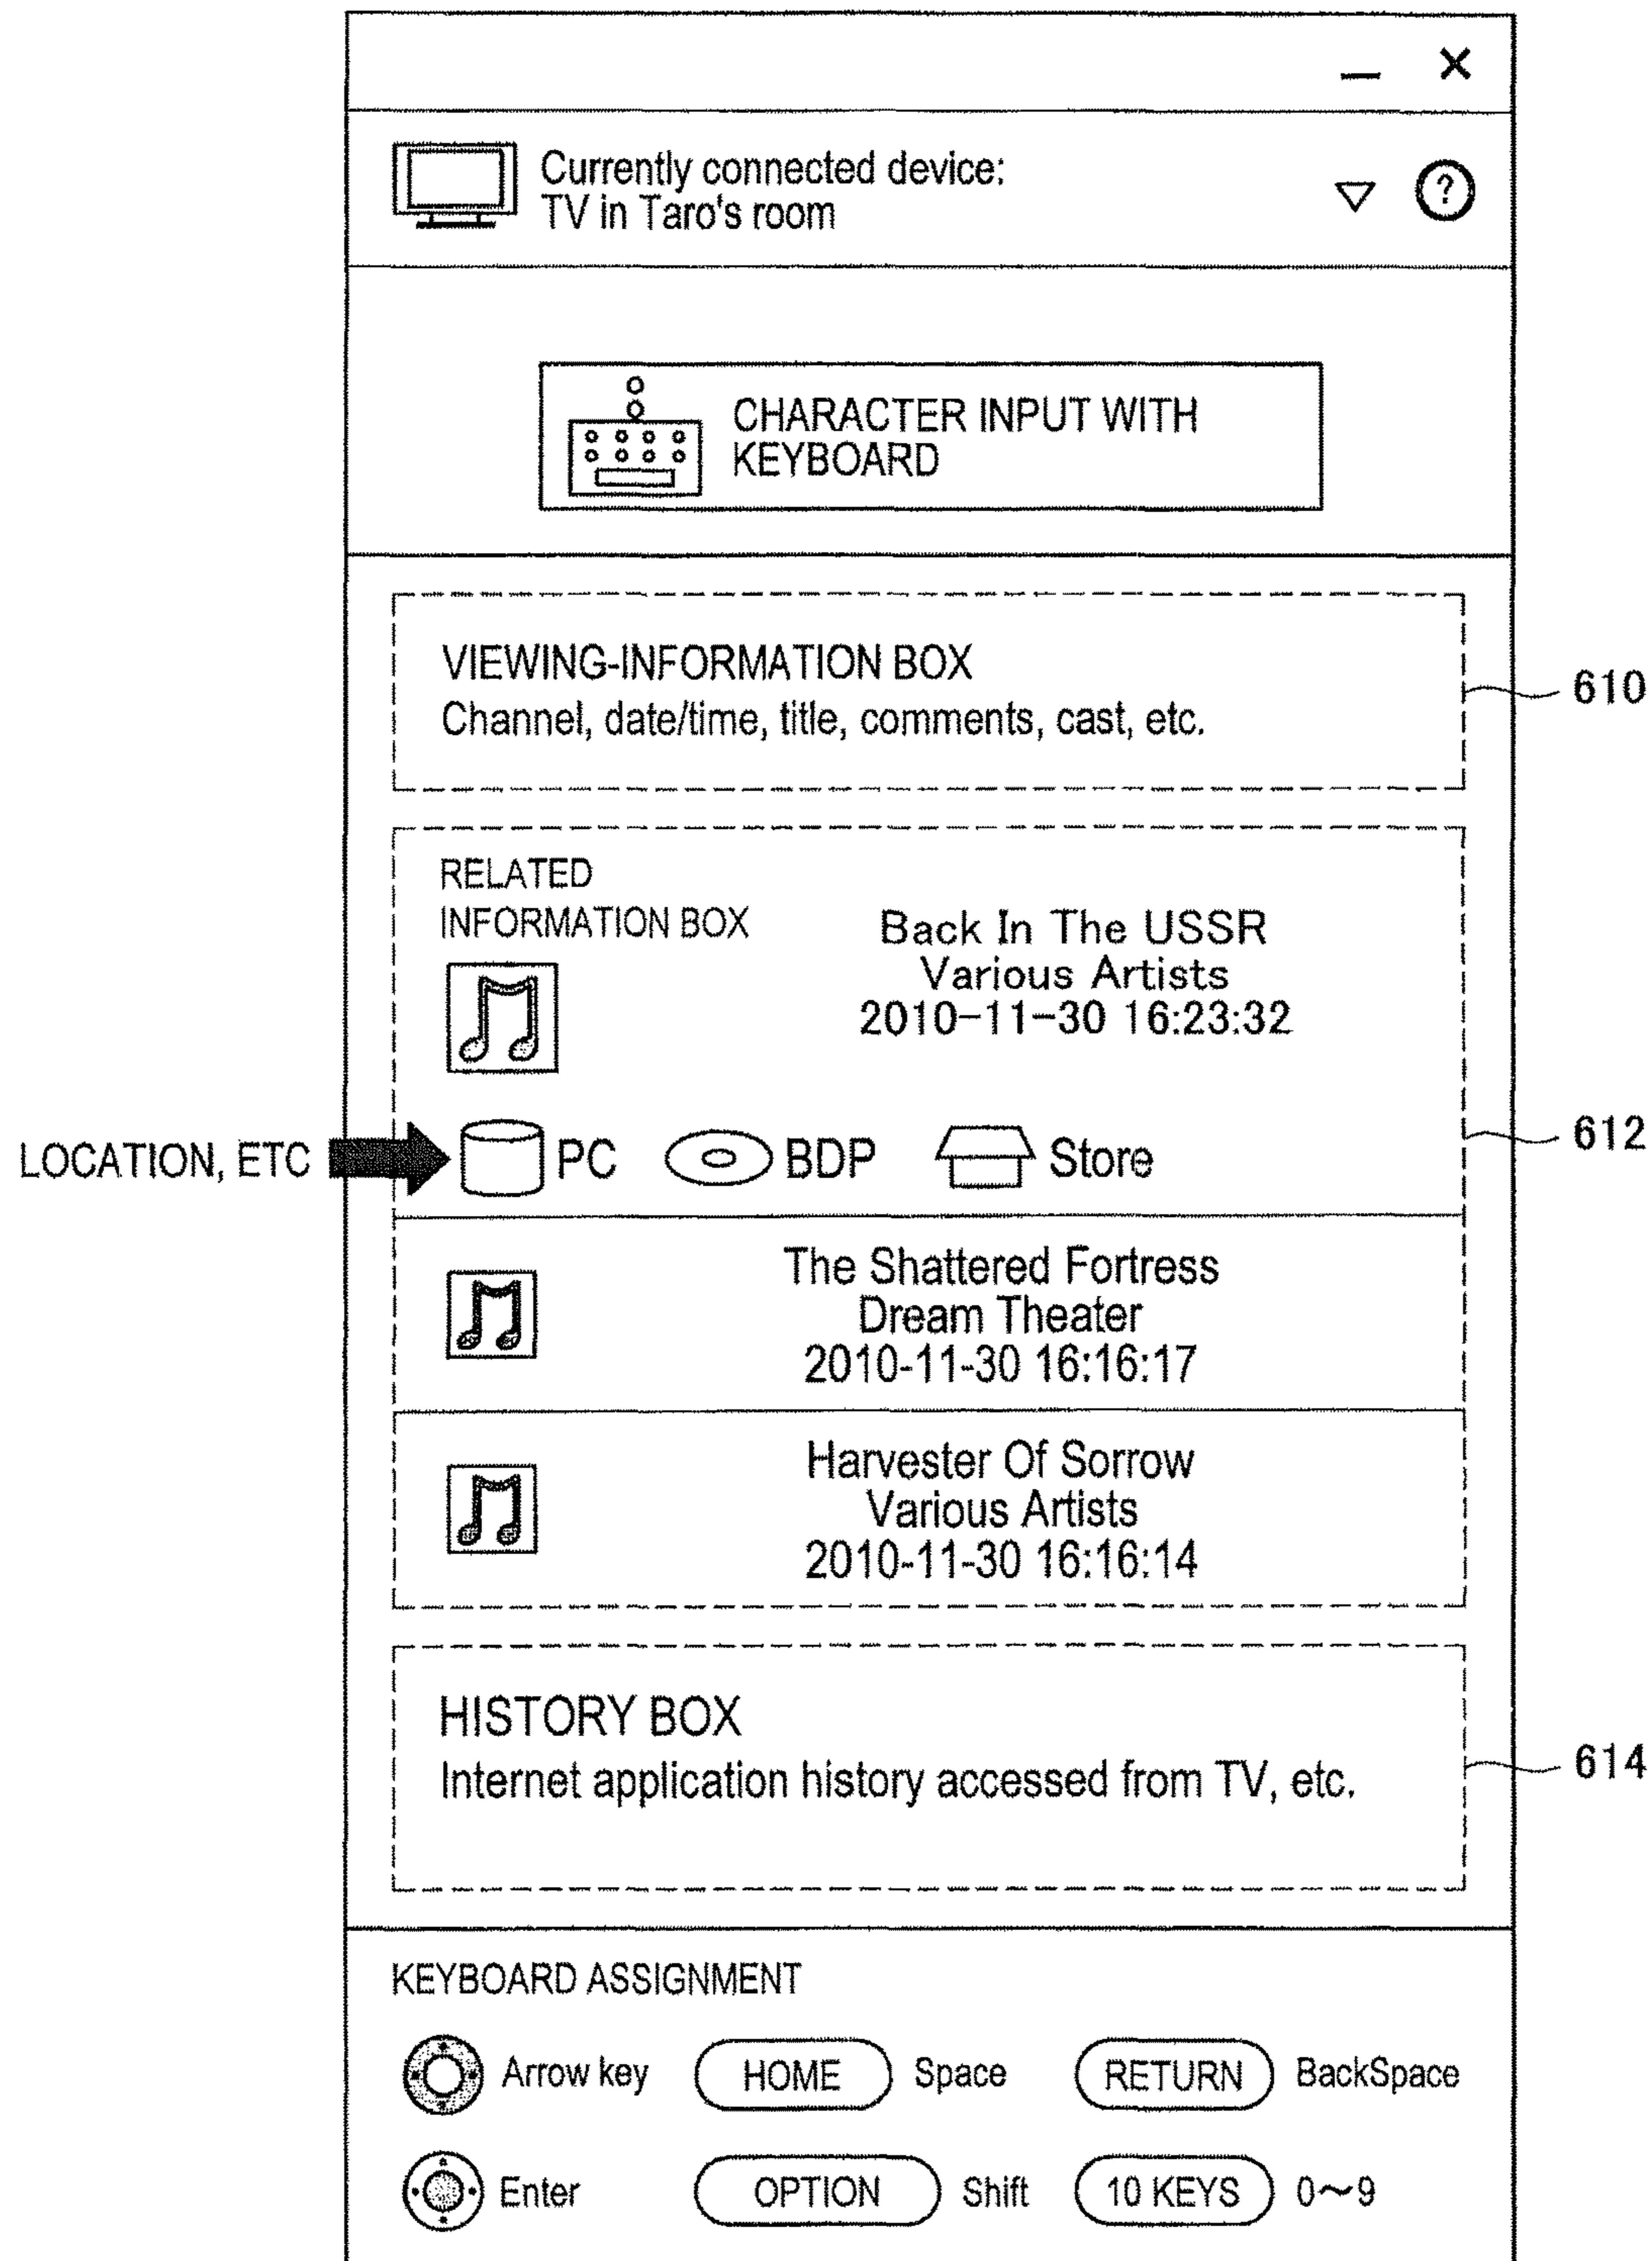 Currently connected device:
TV in Taro's room
?
CHARACTER INPUT WITH
KEYBOARD
VIEWING-INFORMATION BOX
Channel, date/time, title, comments, cast, etc.
610
RELATED
INFORMATION BOX
Back In The USSR
Various Artists
2010-11-30 16:23:32
LOCATION, ETC
PC BDP Store
612
The Shattered Fortress
Dream Theater
2010-11-30 16:16:17
Harvester Of Sorrow
Various Artists
2010-11-30 16:16:14
HISTORY BOX
Internet application history accessed from TV, etc.
614
KEYBOARD ASSIGNMENT
Arrow key HOME Space RETURN BackSpace
Enter OPTION Shift 10 KEYS 0～9